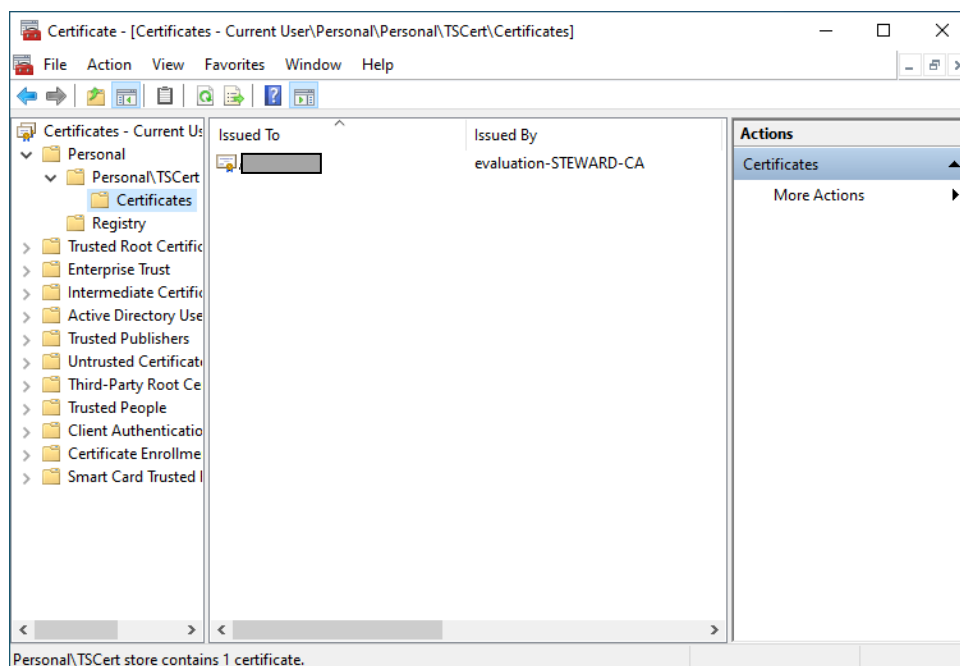 Certificate - [Certificates - Current User\Personal\Personal\TSCert\Certificates]
File Action View Favorites Window Help
Certificates - Current Us
Personal
Personal\TSCert
Certificates
Registry
Trusted Root Certific
Enterprise Trust
Intermediate Certific
Active Directory Use
Trusted Publishers
Untrusted Certificat
Third-Party Root Ce
Trusted People
Client Authenticatio
Certificate Enrollme
Smart Card Trusted
Issued To Issued By
evaluation-STEWARD-CA
Actions
Certificates
More Actions
Personal\TSCert store contains 1 certificate.